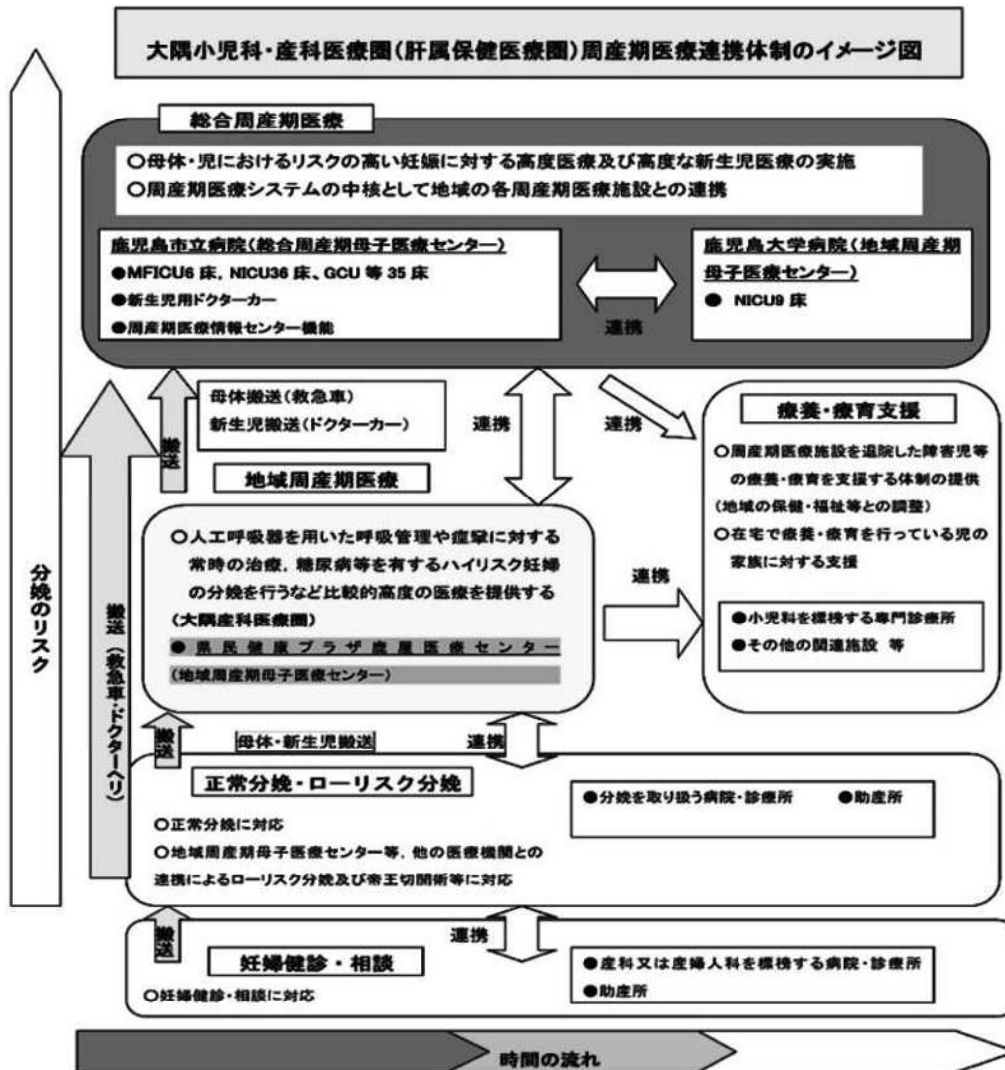 大隅小児科・産科医療圏(肝属保健医療圏)周産期医療連携体制のイメージ図
総合周産期医療
○母体・児におけるリスクの高い妊娠に対する高度医療及び高度な新生児医療の実施
○周産期医療システムの中核として地域の各周産期医療施設との連携
鹿児島市立病院(総合周産期母子医療センター)
●MFICU6床，NICU36床、GCU等35床
●新生児用ドクターカー
●周産期医療情報センター機能
連携
鹿児島大学病院(地域周産期
母子医療センター)
● NICU9床
搬送
母体搬送(救急車)
新生児搬送(ドクターカー)
連携
連携
地域周産期医療
○人工呼吸器を用いた呼吸管理や痙攣に対する
常時の治療，糖尿病等を有するハイリスク妊婦
の分娩を行うなど比較的高度の医療を提供する
(大隅産科医療圏)
●県民健康プラザ鹿屋医療センター
(地域周産期母子医療センター)
連携
療養・療育支援
○周産期医療施設を退院した障害児等
の療養・療育を支援する体制の提供
(地域の保健・福祉等との調整)
○在宅で療養・療育を行っている児の
家族に対する支援
●小児科を標榜する専門診療所
●その他の関連施設 等
分娩のリスク
搬送(救急車・ドクターヘリ)
搬送
母体・新生児搬送
連携
正常分娩・ローリスク分娩
○正常分娩に対応
○地域周産期母子医療センター等，他の医療機関との
連携によるローリスク分娩及び帝王切開術等に対応
●分娩を取り扱う病院・診療所 ●助産所
搬送
連携
妊婦健診・相談
○妊婦健診・相談に対応
●産科又は産婦人科を標榜する病院・診療所
●助産所
時間の流れ